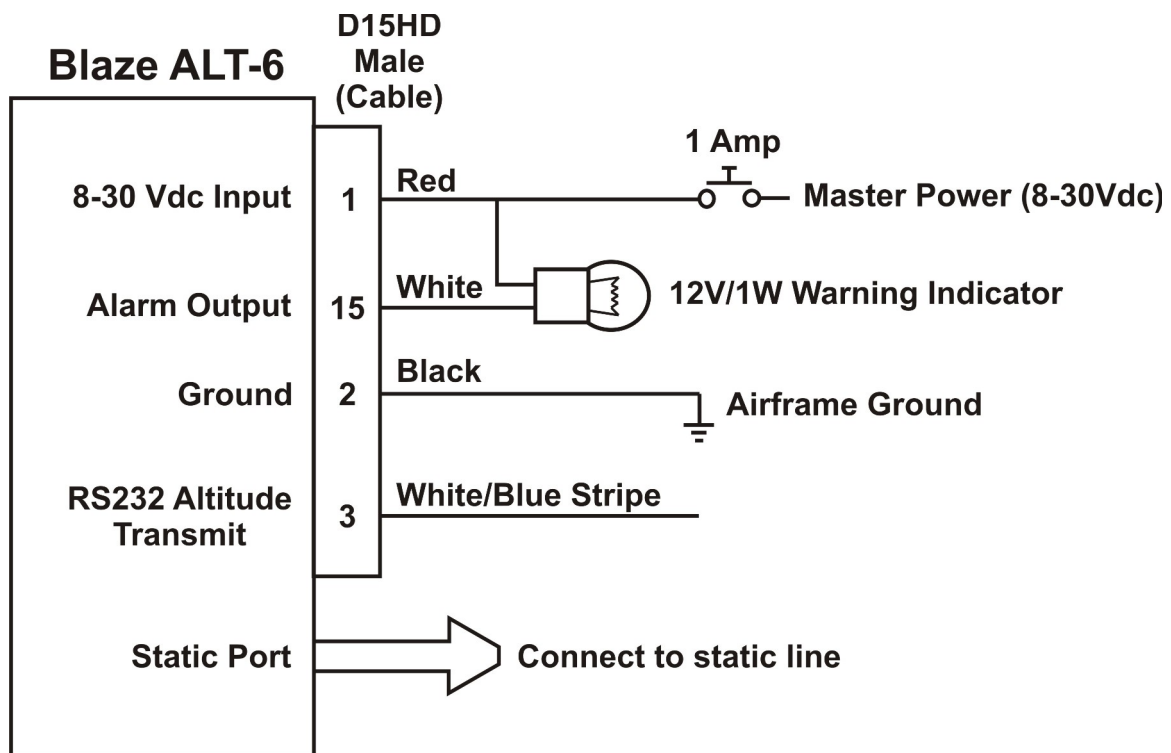 D15HD
Male
(Cable)
Blaze ALT-6
8-30 Vdc Input
1
Red
1 Amp
Master Power (8-30Vdc)
Alarm Output
15
White
12V/1W Warning Indicator
Ground
2
Black
Airframe Ground
RS232 Altitude
Transmit
3
White/Blue Stripe
Static Port
Connect to static line